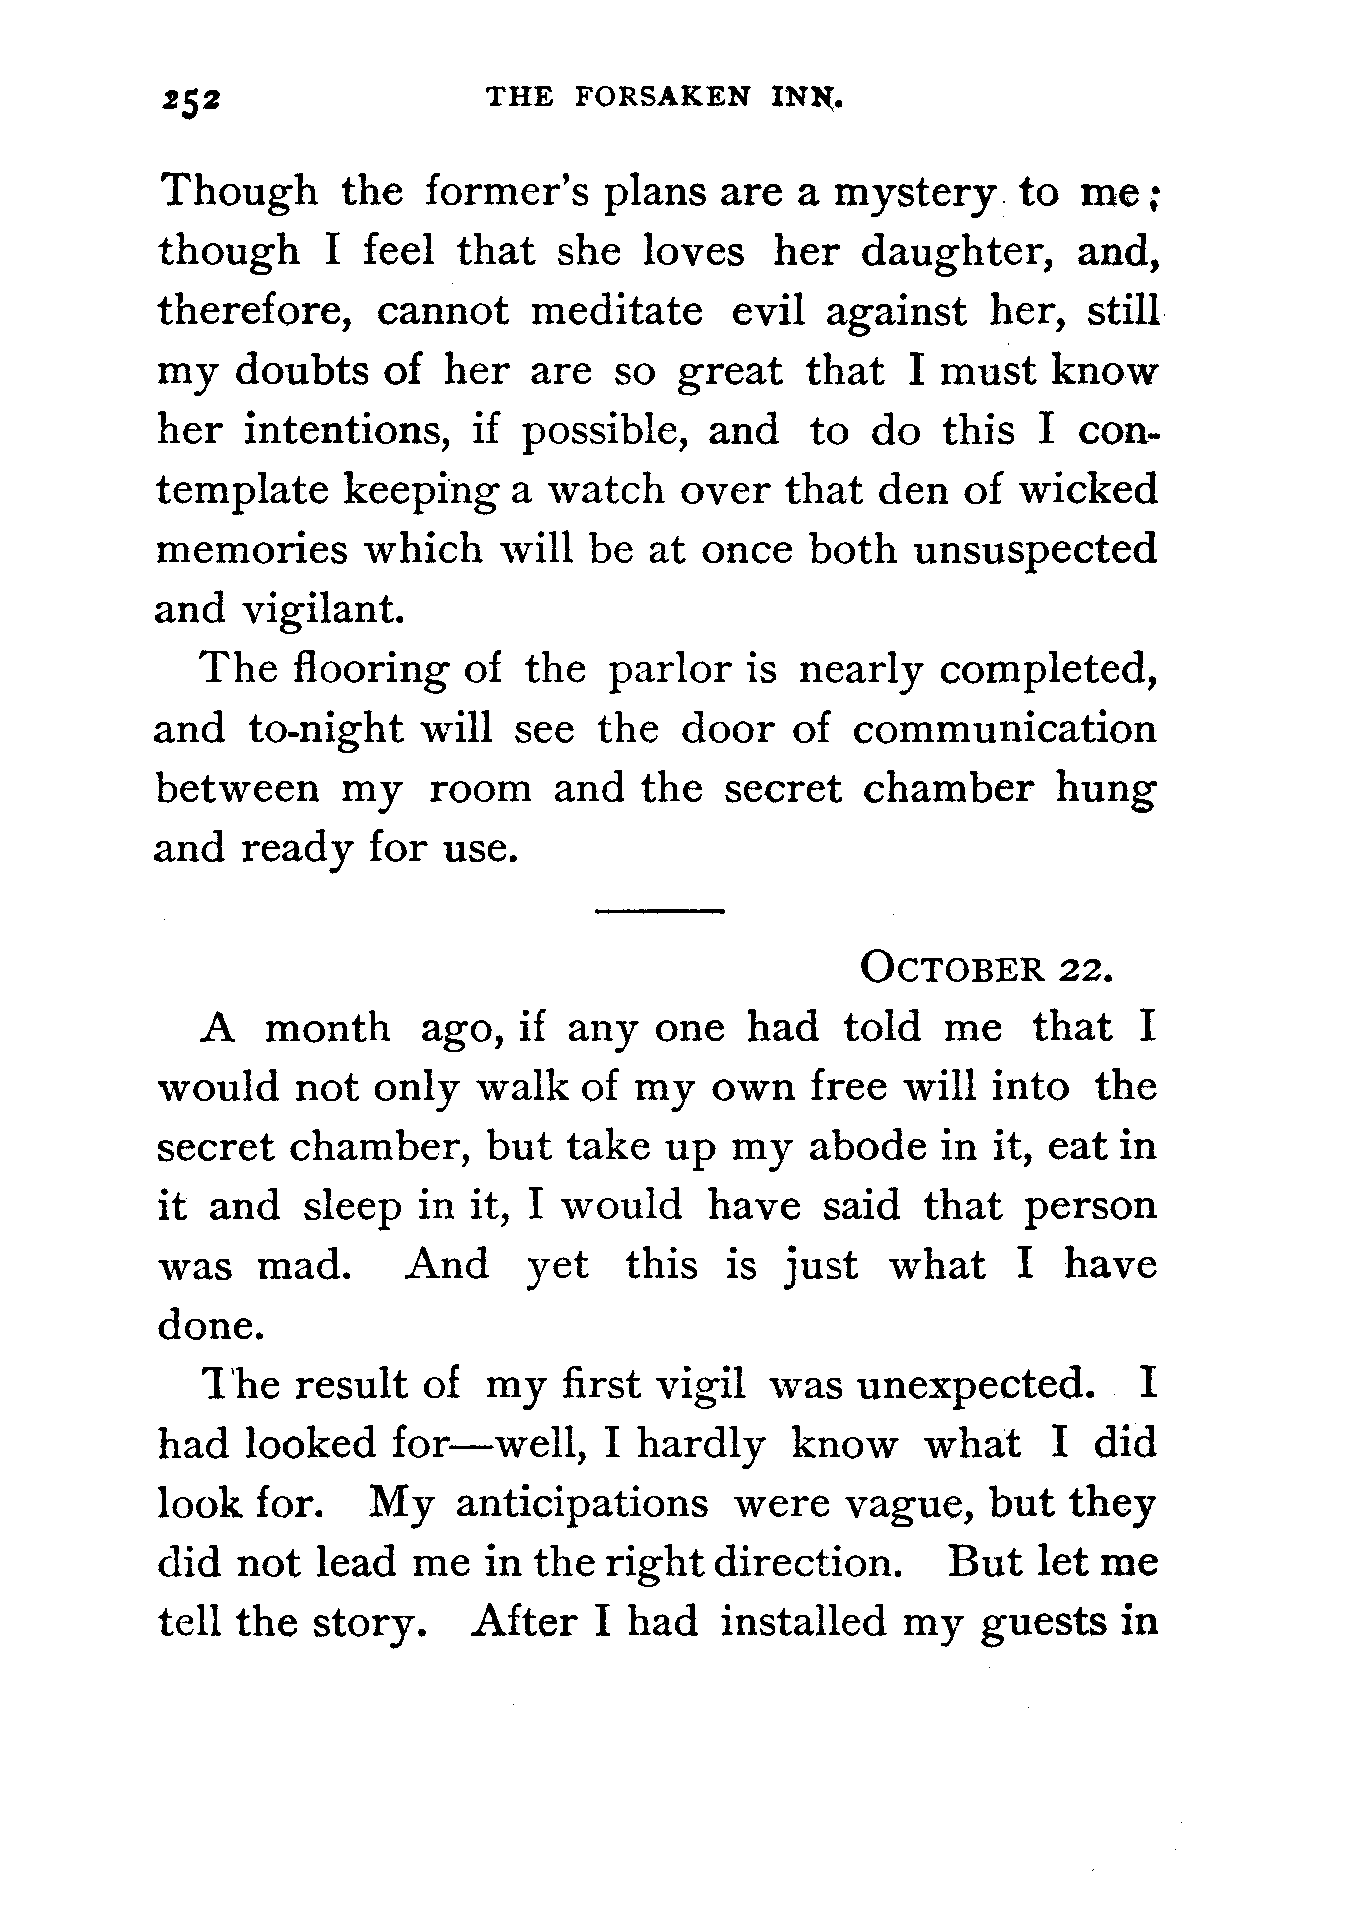 252 THE FORSAKEN INN.
Though the former's plans are a mystery to me;
though I feel that she loves her daughter, and,
therefore, cannot meditate evil against her, still
my doubts of her are so great that I must know
her intentions, if possible, and to do this I con-
template keeping a watch over that den of wicked
memories which will be at once both unsuspected
and vigilant.
The flooring of the parlor is nearly completed,
and to-night will see the door of communication
between my room and the secret chamber hung
and ready for use.
OCTOBER 22.
A month ago, if any one had told me that I
would not only walk of my own free will into the
secret chamber, but take up my abode in it, eat in
it and sleep in it, I would have said that person
was mad. And yet this is just what I have
done.
The result of my first vigil was unexpected. I
had looked for—well, I hardly know what I did
look for. My anticipations were vague, but they
did not lead me in the right direction. But let me
tell the story. After I had installed my guests in